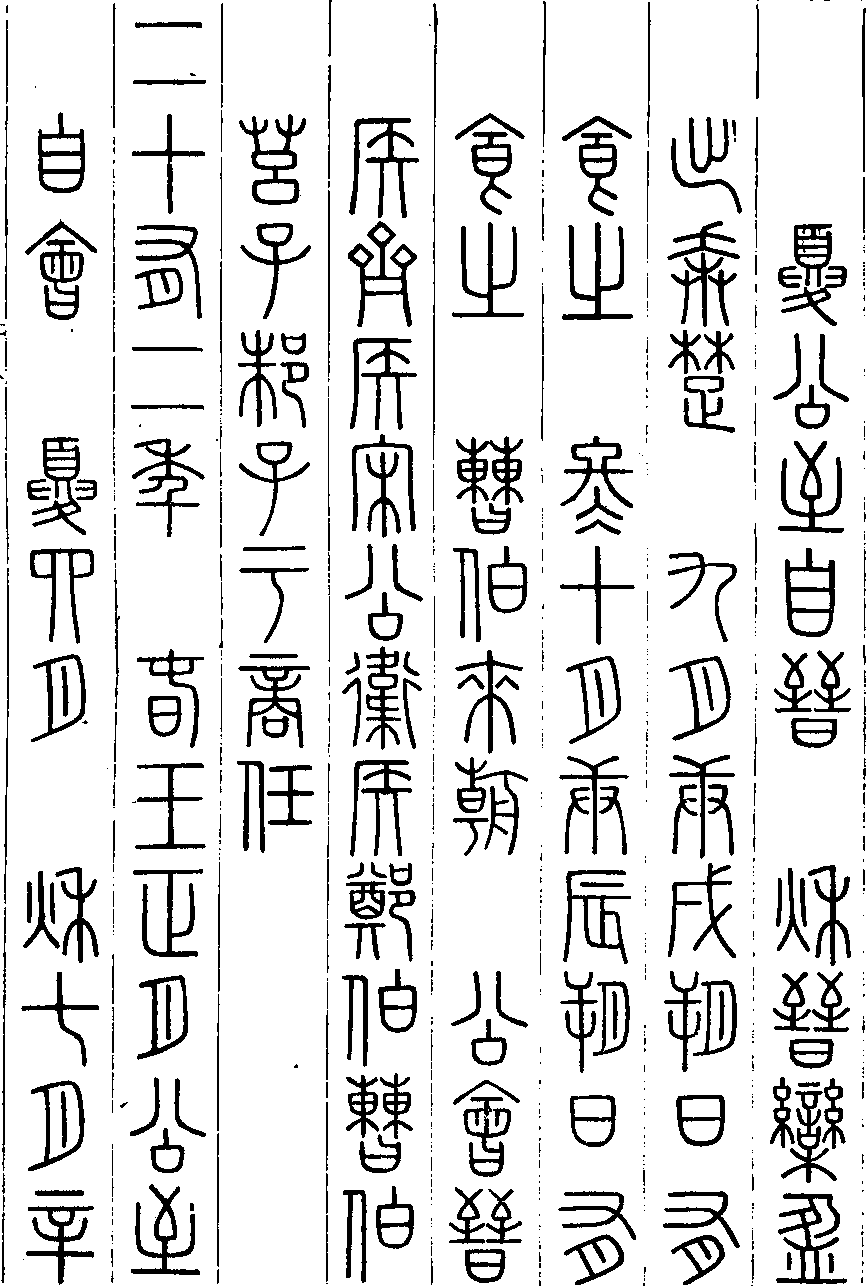 夏公至自晉　秋晉欒盈
出奔楚　九月庚戌朔日有
食之　冬十月庚辰朔日有
食之　曹伯來朝　公會晉
侯齊侯宋公衛侯鄭伯曹伯
莒子邾子于商任
二十有二年　春王正月公至
自會　夏四月　秋七月辛